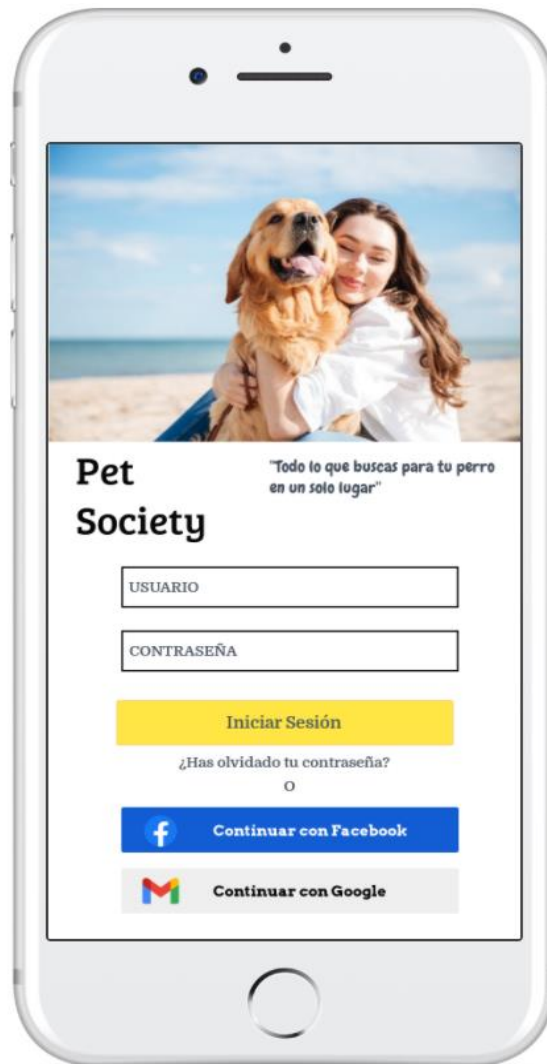 Pet
Society
"Todo lo que buscas para tu perro
en un solo lugar"
USUARIO
CONTRASEÑA
Iniciar Sesión
¿Has olvidado tu contraseña?
O
Continuar con Facebook
Continuar con Google